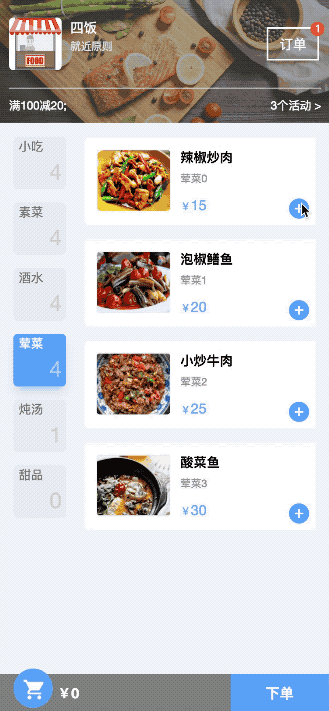 四饭
就近原则
订单
1
FOOD
满100减20;
3个活动 >
小吃
4
素菜
4
酒水
4
荤菜
4
炖汤
1
甜品
0
辣椒炒肉
荤菜0
¥15
泡椒鳝鱼
荤菜1
¥20
小炒牛肉
荤菜2
¥25
酸菜鱼
荤菜3
¥30
¥0
下单